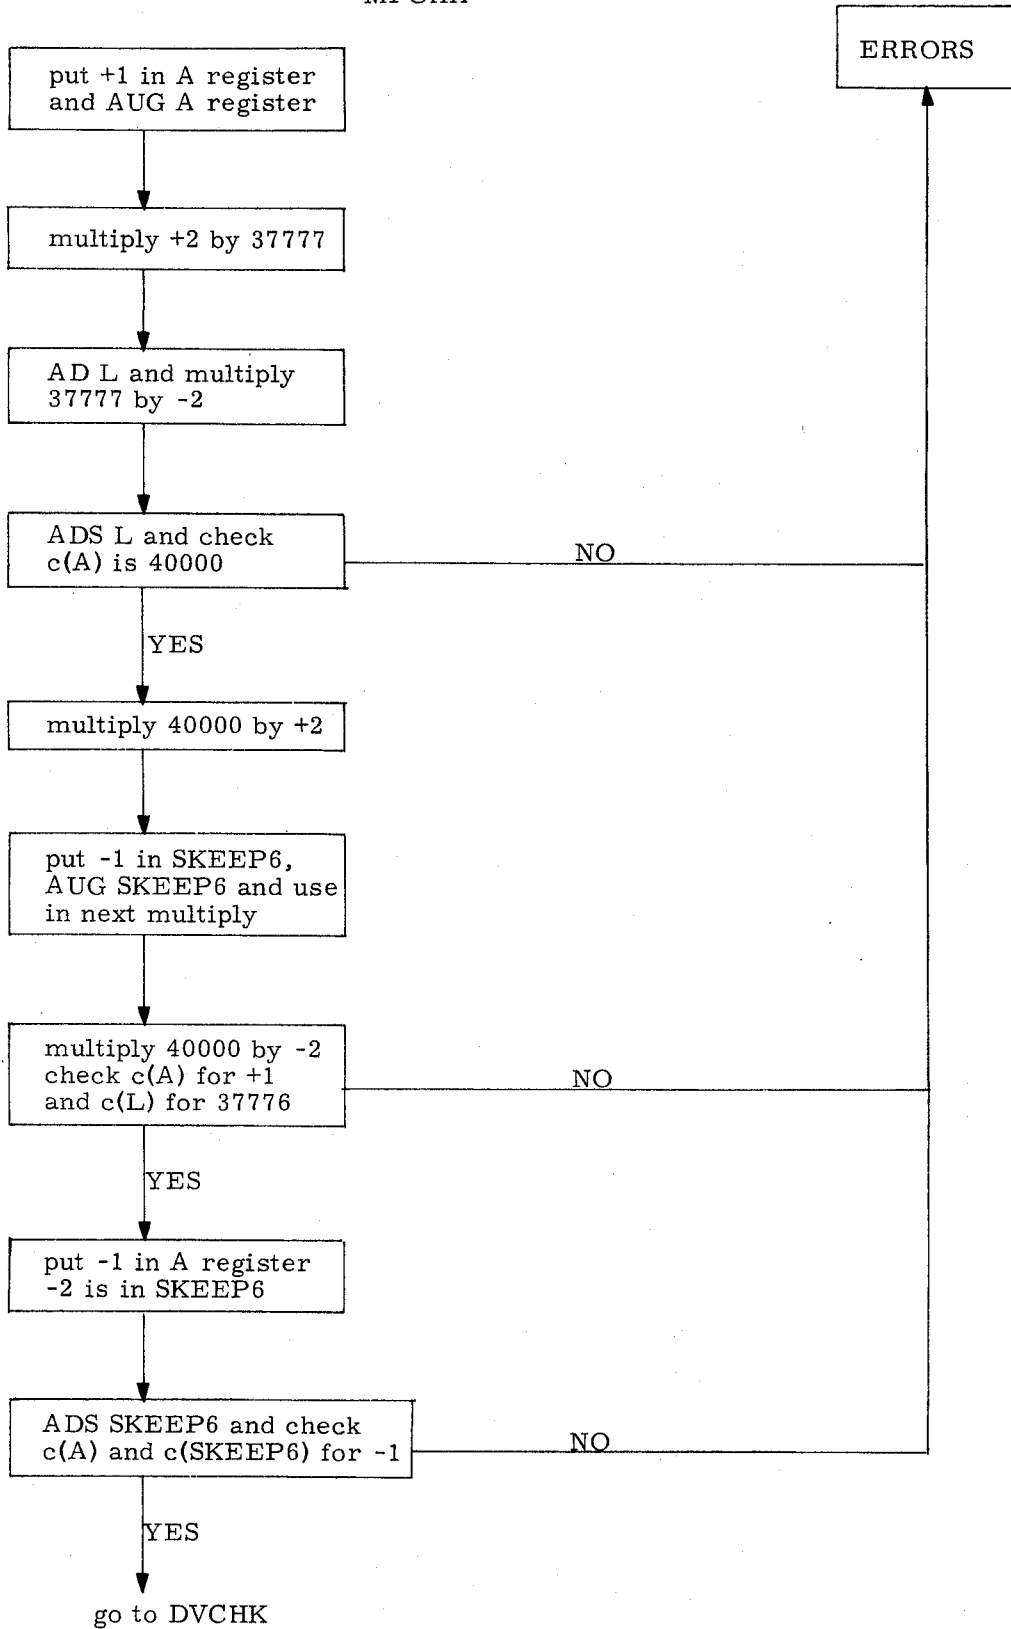 ERRORS
put +1 in A register
and AUG A register
multiply +2 by 37777
AD L and multiply
37777 by -2
ADS L and check
c(A) is 40000
NO
YES
multiply 40000 by +2
put -1 in SKEEP6,
AUG SKEEP6 and use
in next multiply
multiply 40000 by -2
check c(A) for +1
and c(L) for 37776
NO
YES
put -1 in A register
-2 is in SKEEP6
ADS SKEEP6 and check
c(A) and c(SKEEP6) for -1
NO
YES
go to DVCHK